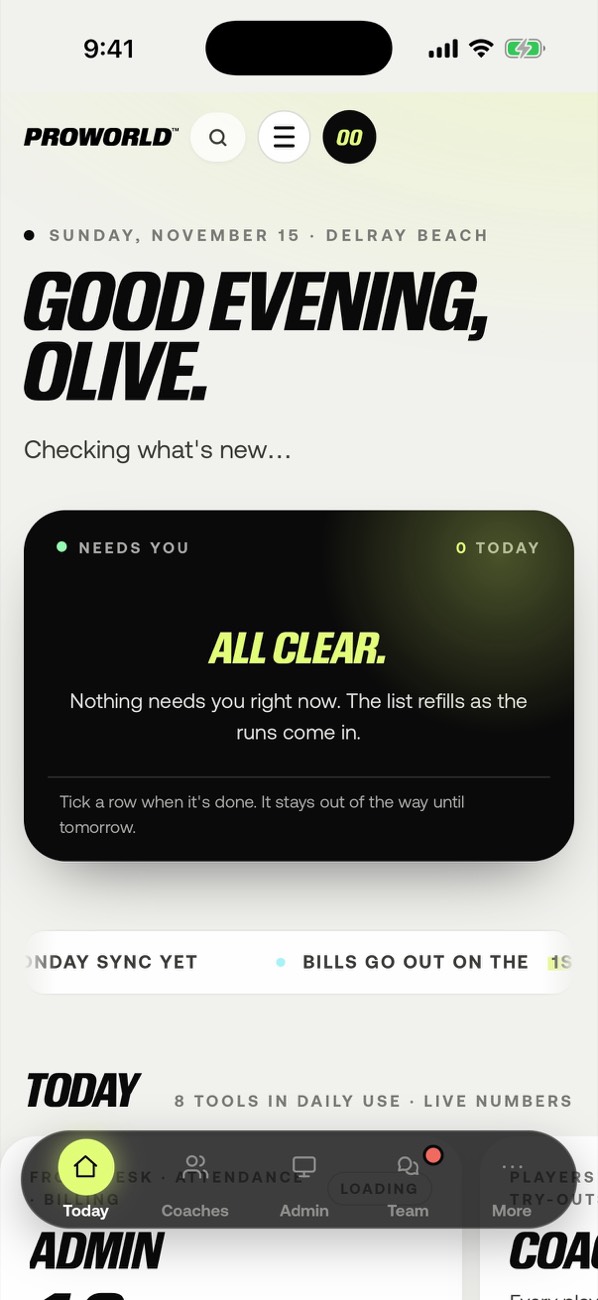 9:41
PROWORLD™
00
SUNDAY, NOVEMBER 15 · DELRAY BEACH
GOOD EVENING,
OLIVE.
Checking what's new...
NEEDS YOU
0 TODAY
ALL CLEAR.
Nothing needs you right now. The list refills as the
runs come in.
Tick a row when it's done. It stays out of the way until
tomorrow.
NDAY SYNC YET
BILLS GO OUT ON THE 1S
TODAY
8 TOOLS IN DAILY USE · LIVE NUMBERS
ATTENDANCE
· BILLING
LOADING
PLAYERS
TRY-OUT
Today
Coaches
Admin
Team
More
ADMIN
COA